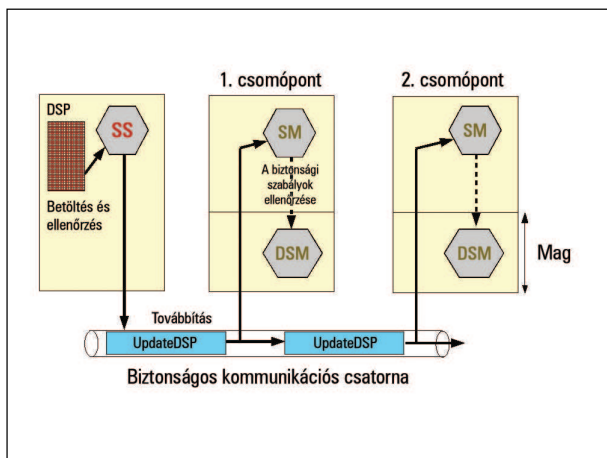 1. csomópont
2. csomópont
DSP
SS
Betöltés és
ellenőrzés
SM
A biztonsági
szabályok
ellenőrzése
DSM
SM
DSM
Mag
Továbbítás
UpdateDSP
UpdateDSP
Biztonságos kommunikációs csatorna